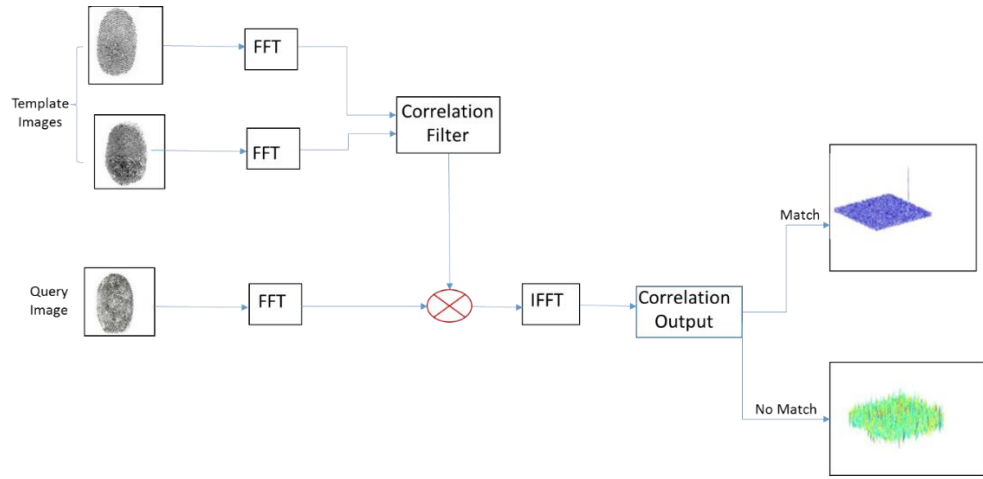 FFT
Template
Images
Correlation
Filter
FFT
Match
Query
Image
FFT
IFFT
Correlation
Output
No Match